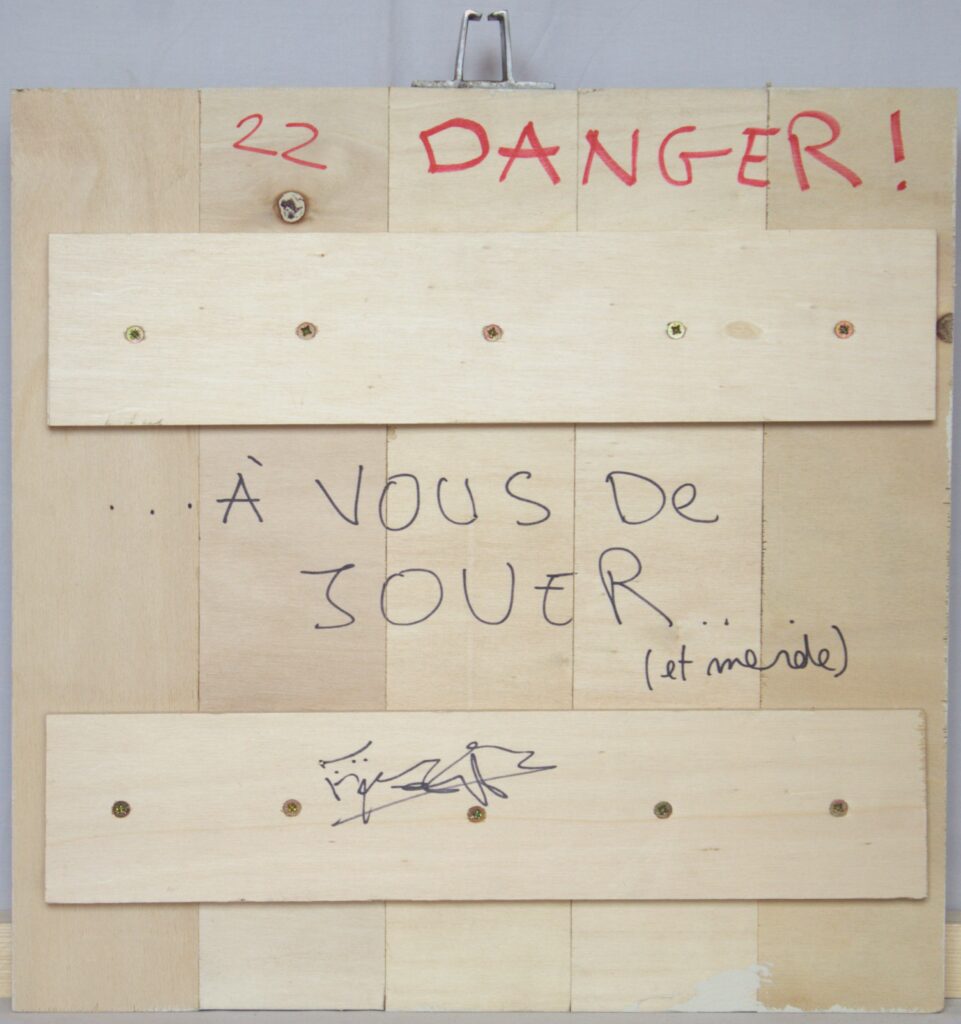 22 DANGER!
...À VOUS DE
JOUER...
(et merde)